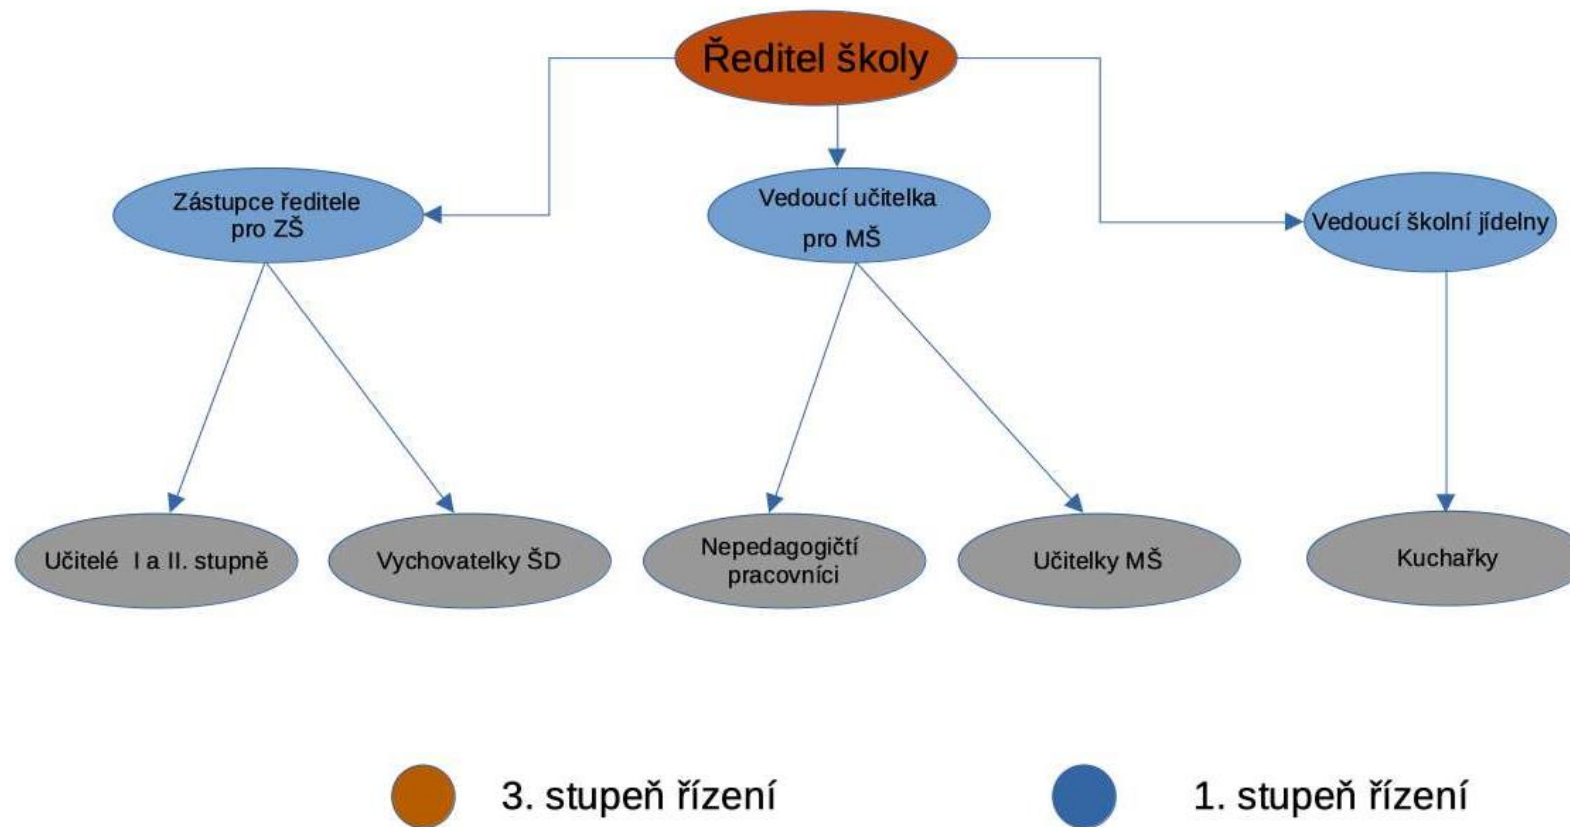 Ředitel školy
Zástupce ředitele
pro ZŠ
Vedoucí učitelka
pro MŠ
Vedoucí školní jídelny
Učitelé I a II. stupně
Vychovatelky ŠD
Nepedagogičtí
pracovníci
Učitelky MŠ
Kuchařky
3. stupeň řízení
1. stupeň řízení